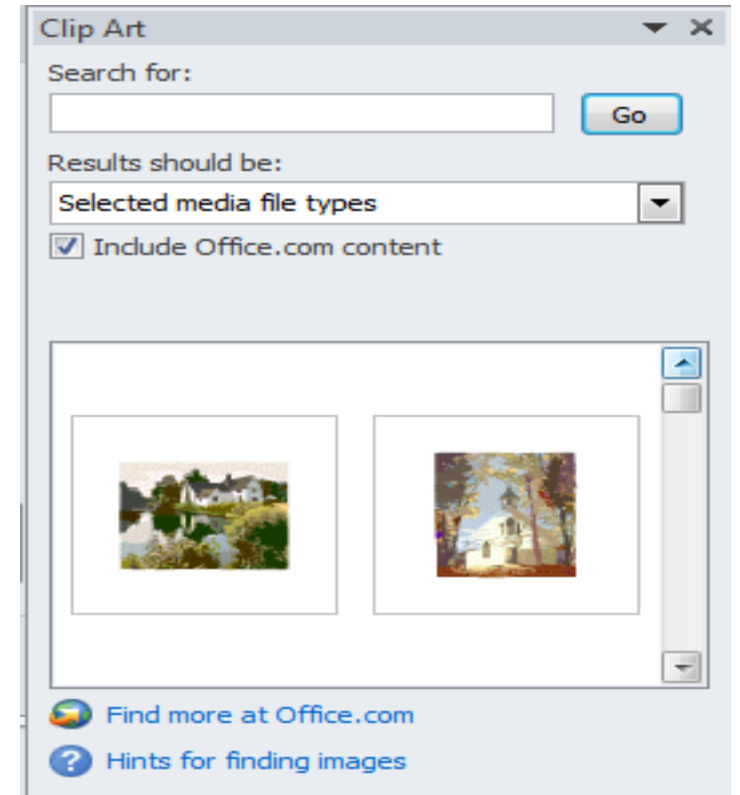 Clip Art
Search for:
Go
Results should be:
Selected media file types
Include Office.com content
Find more at Office.com
Hints for finding images